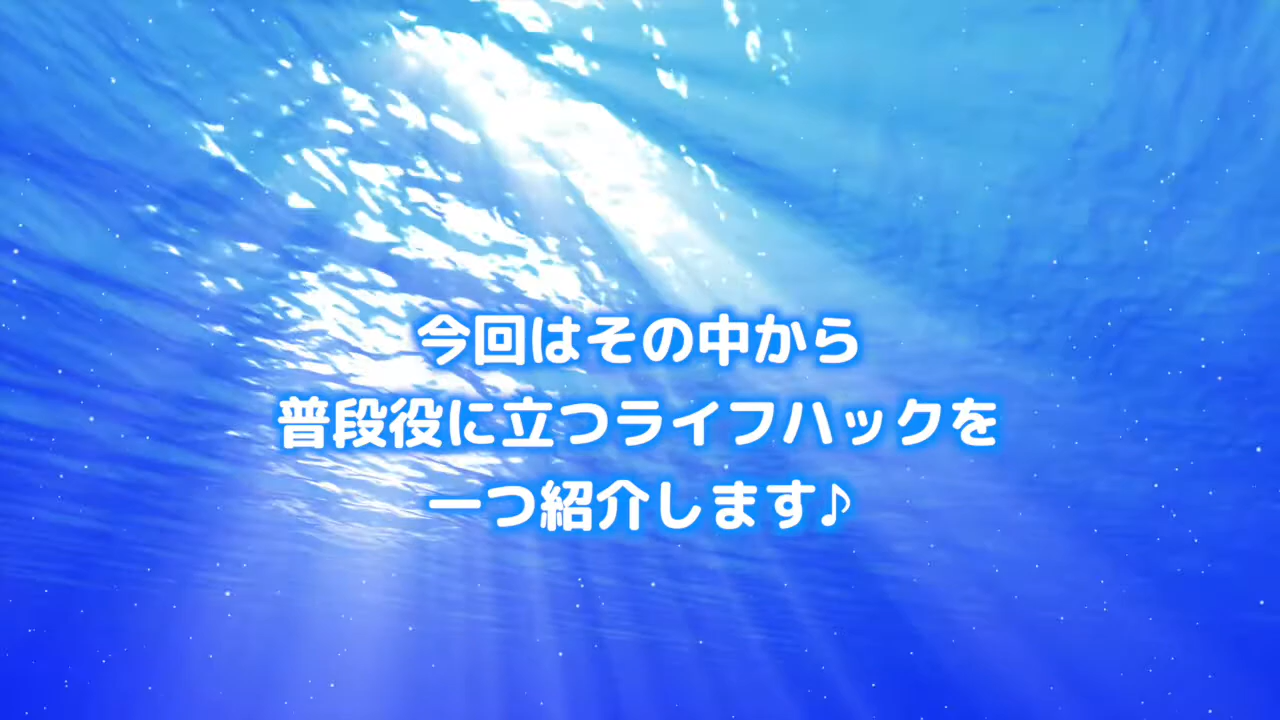 今回はその中から
普段役に立つライフハックを
一つ紹介します♪